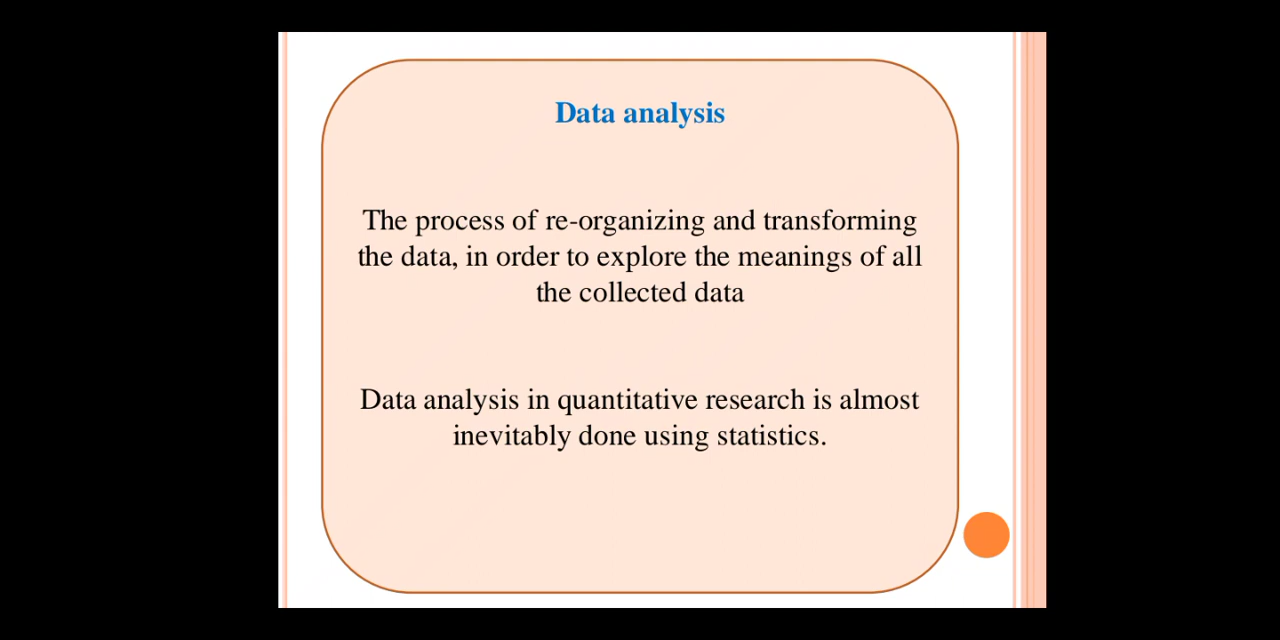 Data analysis
The process of re-organizing and transforming
the data, in order to explore the meanings of all
the collected data
Data analysis in quantitative research is almost
inevitably done using statistics.